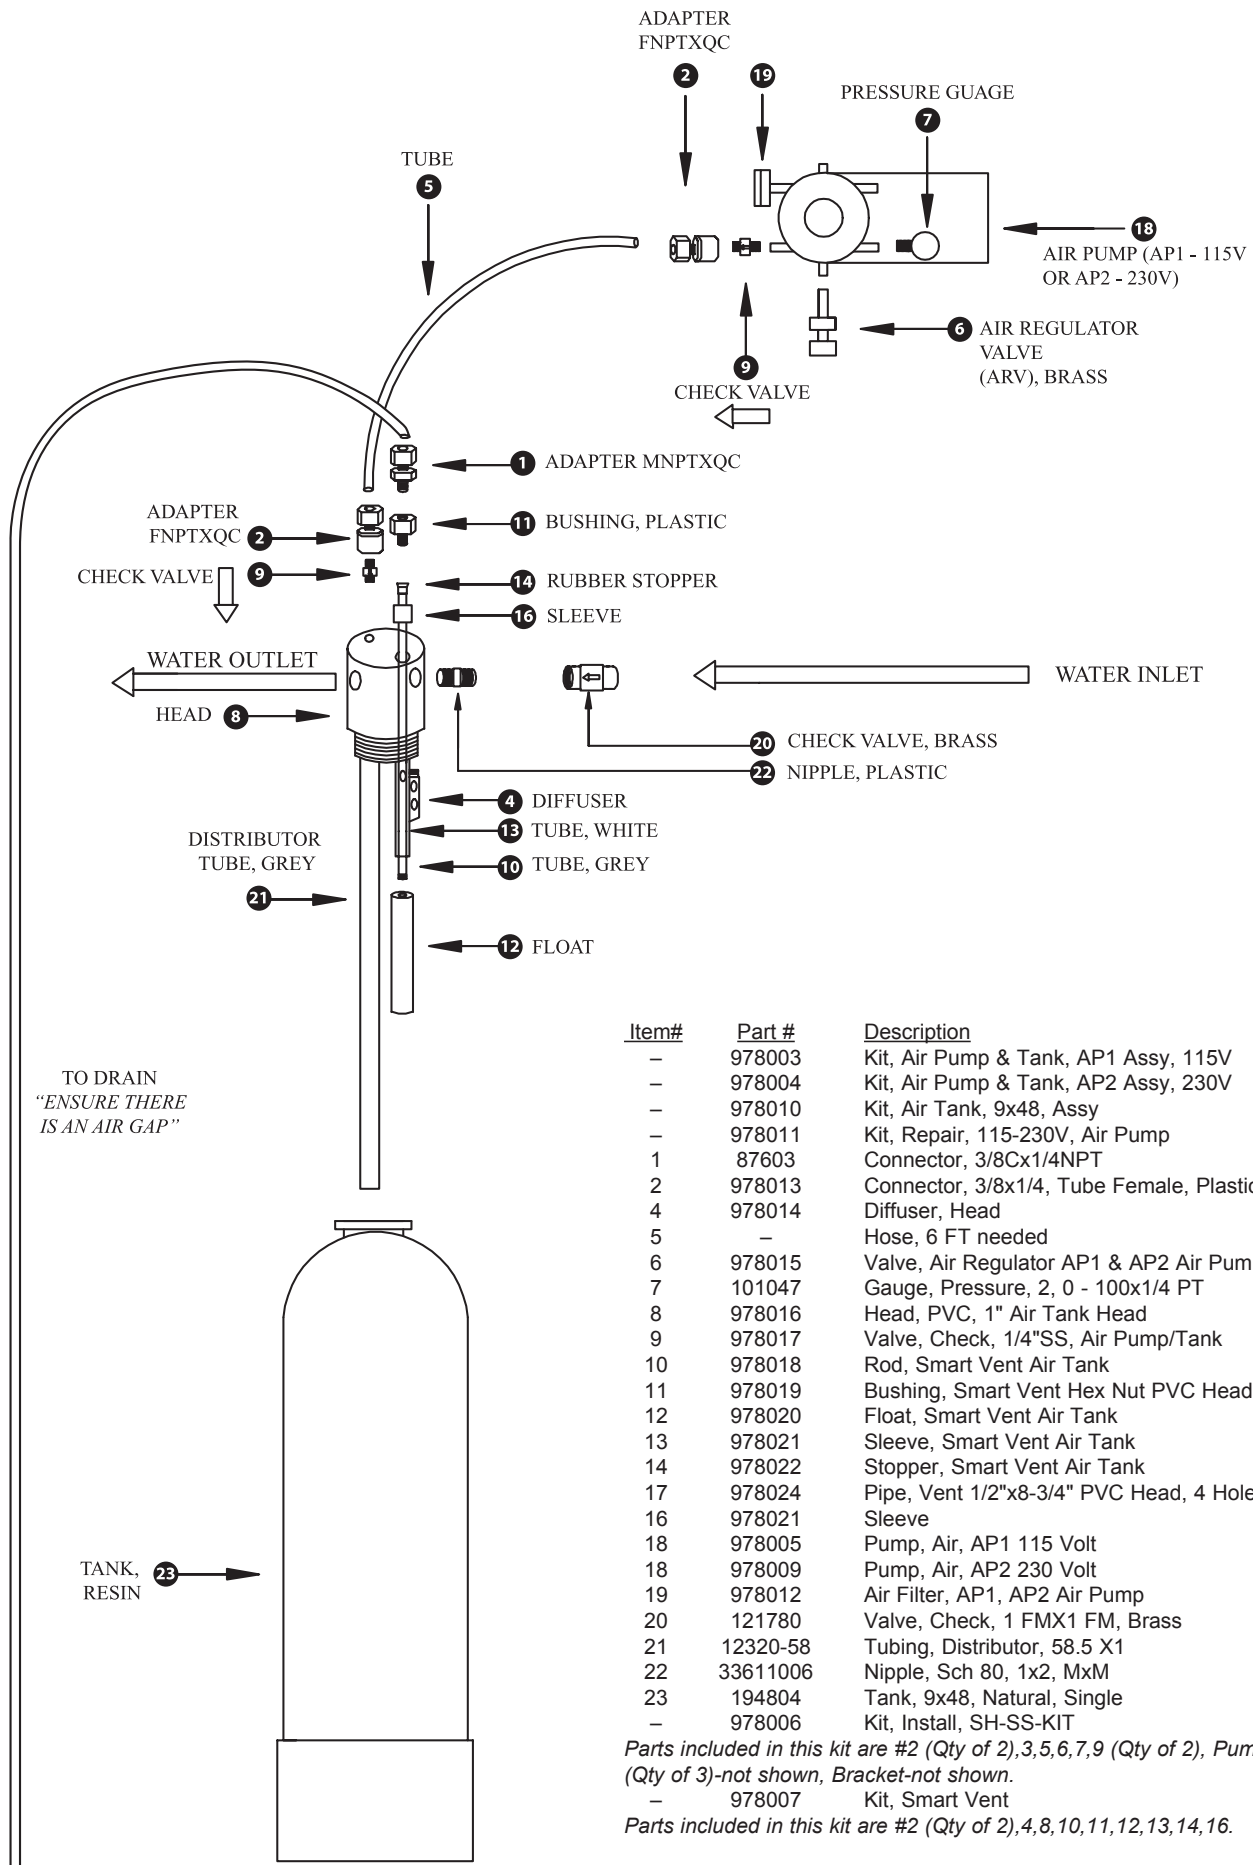 ADAPTER
FNPTXQC
2
19
PRESSURE GUAGE
7
TUBE
5
18
AIR PUMP (AP1 - 115V
OR AP2 - 230V)
6 AIR REGULATOR
VALVE
(ARV), BRASS
9
CHECK VALVE
1 ADAPTER MNPTXQC
ADAPTER
FNPTXQC 2
11 BUSHING, PLASTIC
CHECK VALVE 9
14 RUBBER STOPPER
16 SLEEVE
WATER OUTLET
WATER INLET
HEAD 8
20 CHECK VALVE, BRASS
22 NIPPLE, PLASTIC
4 DIFFUSER
13 TUBE, WHITE
DISTRIBUTOR
TUBE, GREY
10 TUBE, GREY
21
12 FLOAT
TO DRAIN
“ENSURE THERE
IS AN AIR GAP”
TANK,
RESIN
23
Item# Part # Description
– 978003 Kit, Air Pump & Tank, AP1 Assy, 115V
– 978004 Kit, Air Pump & Tank, AP2 Assy, 230V
– 978010 Kit, Air Tank, 9x48, Assy
– 978011 Kit, Repair, 115-230V, Air Pump
1 87603 Connector, 3/8Cx1/4NPT
2 978013 Connector, 3/8x1/4, Tube Female, Plastic
4 978014 Diffuser, Head
5 – Hose, 6 FT needed
6 978015 Valve, Air Regulator AP1 & AP2 Air Pum
7 101047 Gauge, Pressure, 2, 0 - 100x1/4 PT
8 978016 Head, PVC, 1" Air Tank Head
9 978017 Valve, Check, 1/4"SS, Air Pump/Tank
10 978018 Rod, Smart Vent Air Tank
11 978019 Bushing, Smart Vent Hex Nut PVC Head
12 978020 Float, Smart Vent Air Tank
13 978021 Sleeve, Smart Vent Air Tank
14 978022 Stopper, Smart Vent Air Tank
17 978024 Pipe, Vent 1/2"x8-3/4" PVC Head, 4 Hole
16 978021 Sleeve
18 978005 Pump, Air, AP1 115 Volt
18 978009 Pump, Air, AP2 230 Volt
19 978012 Air Filter, AP1, AP2 Air Pump
20 121780 Valve, Check, 1 FMX1 FM, Brass
21 12320-58 Tubing, Distributor, 58.5 X1
22 33611006 Nipple, Sch 80, 1x2, MxM
23 194804 Tank, 9x48, Natural, Single
– 978006 Kit, Install, SH-SS-KIT
Parts included in this kit are #2 (Qty of 2),3,5,6,7,9 (Qty of 2), Pum
(Qty of 3)-not shown, Bracket-not shown.
– 978007 Kit, Smart Vent
Parts included in this kit are #2 (Qty of 2),4,8,10,11,12,13,14,16.